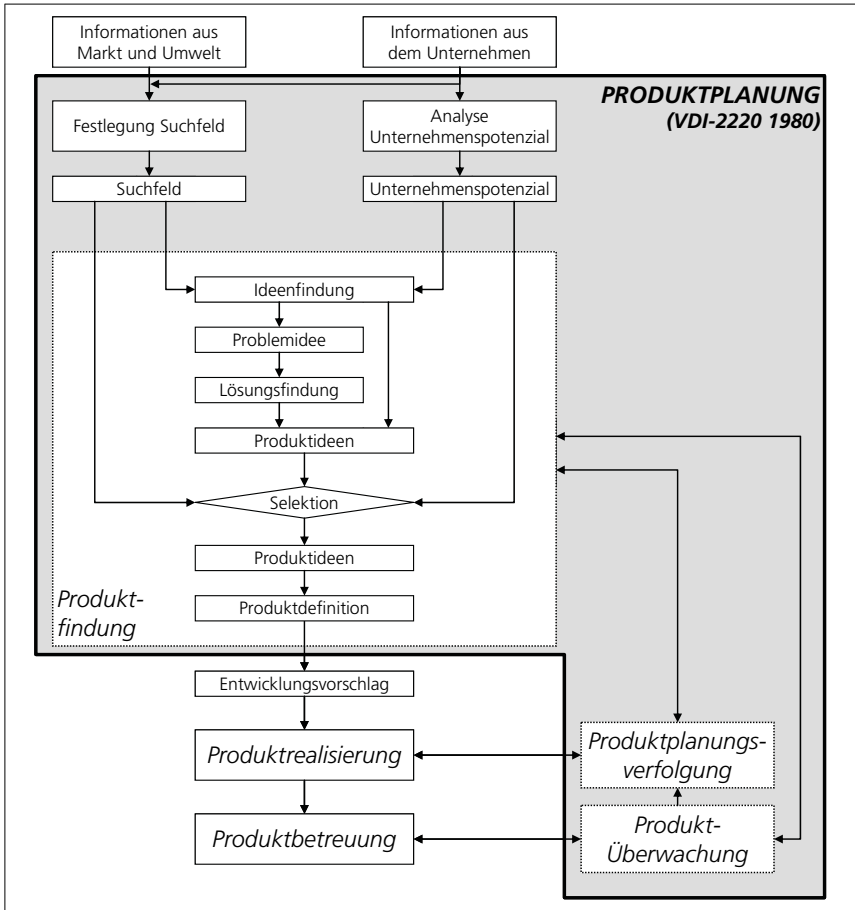 Informationen aus
Markt und Umwelt
Informationen aus
dem Unternehmen
PRODUKTPLANUNG
(VDI-2220 1980)
Festlegung Suchfeld
Analyse
Unternehmenspotenzial
Suchfeld
Unternehmenspotenzial
Ideenfindung
Problemidee
Lösungsfindung
Produktideen
Selektion
Produktideen
Produktdefinition
Produkt-
findung
Entwicklungsvorschlag
Produktrealisierung
Produktplanungs-
verfolgung
Produktbetreuung
Produkt-
Überwachung